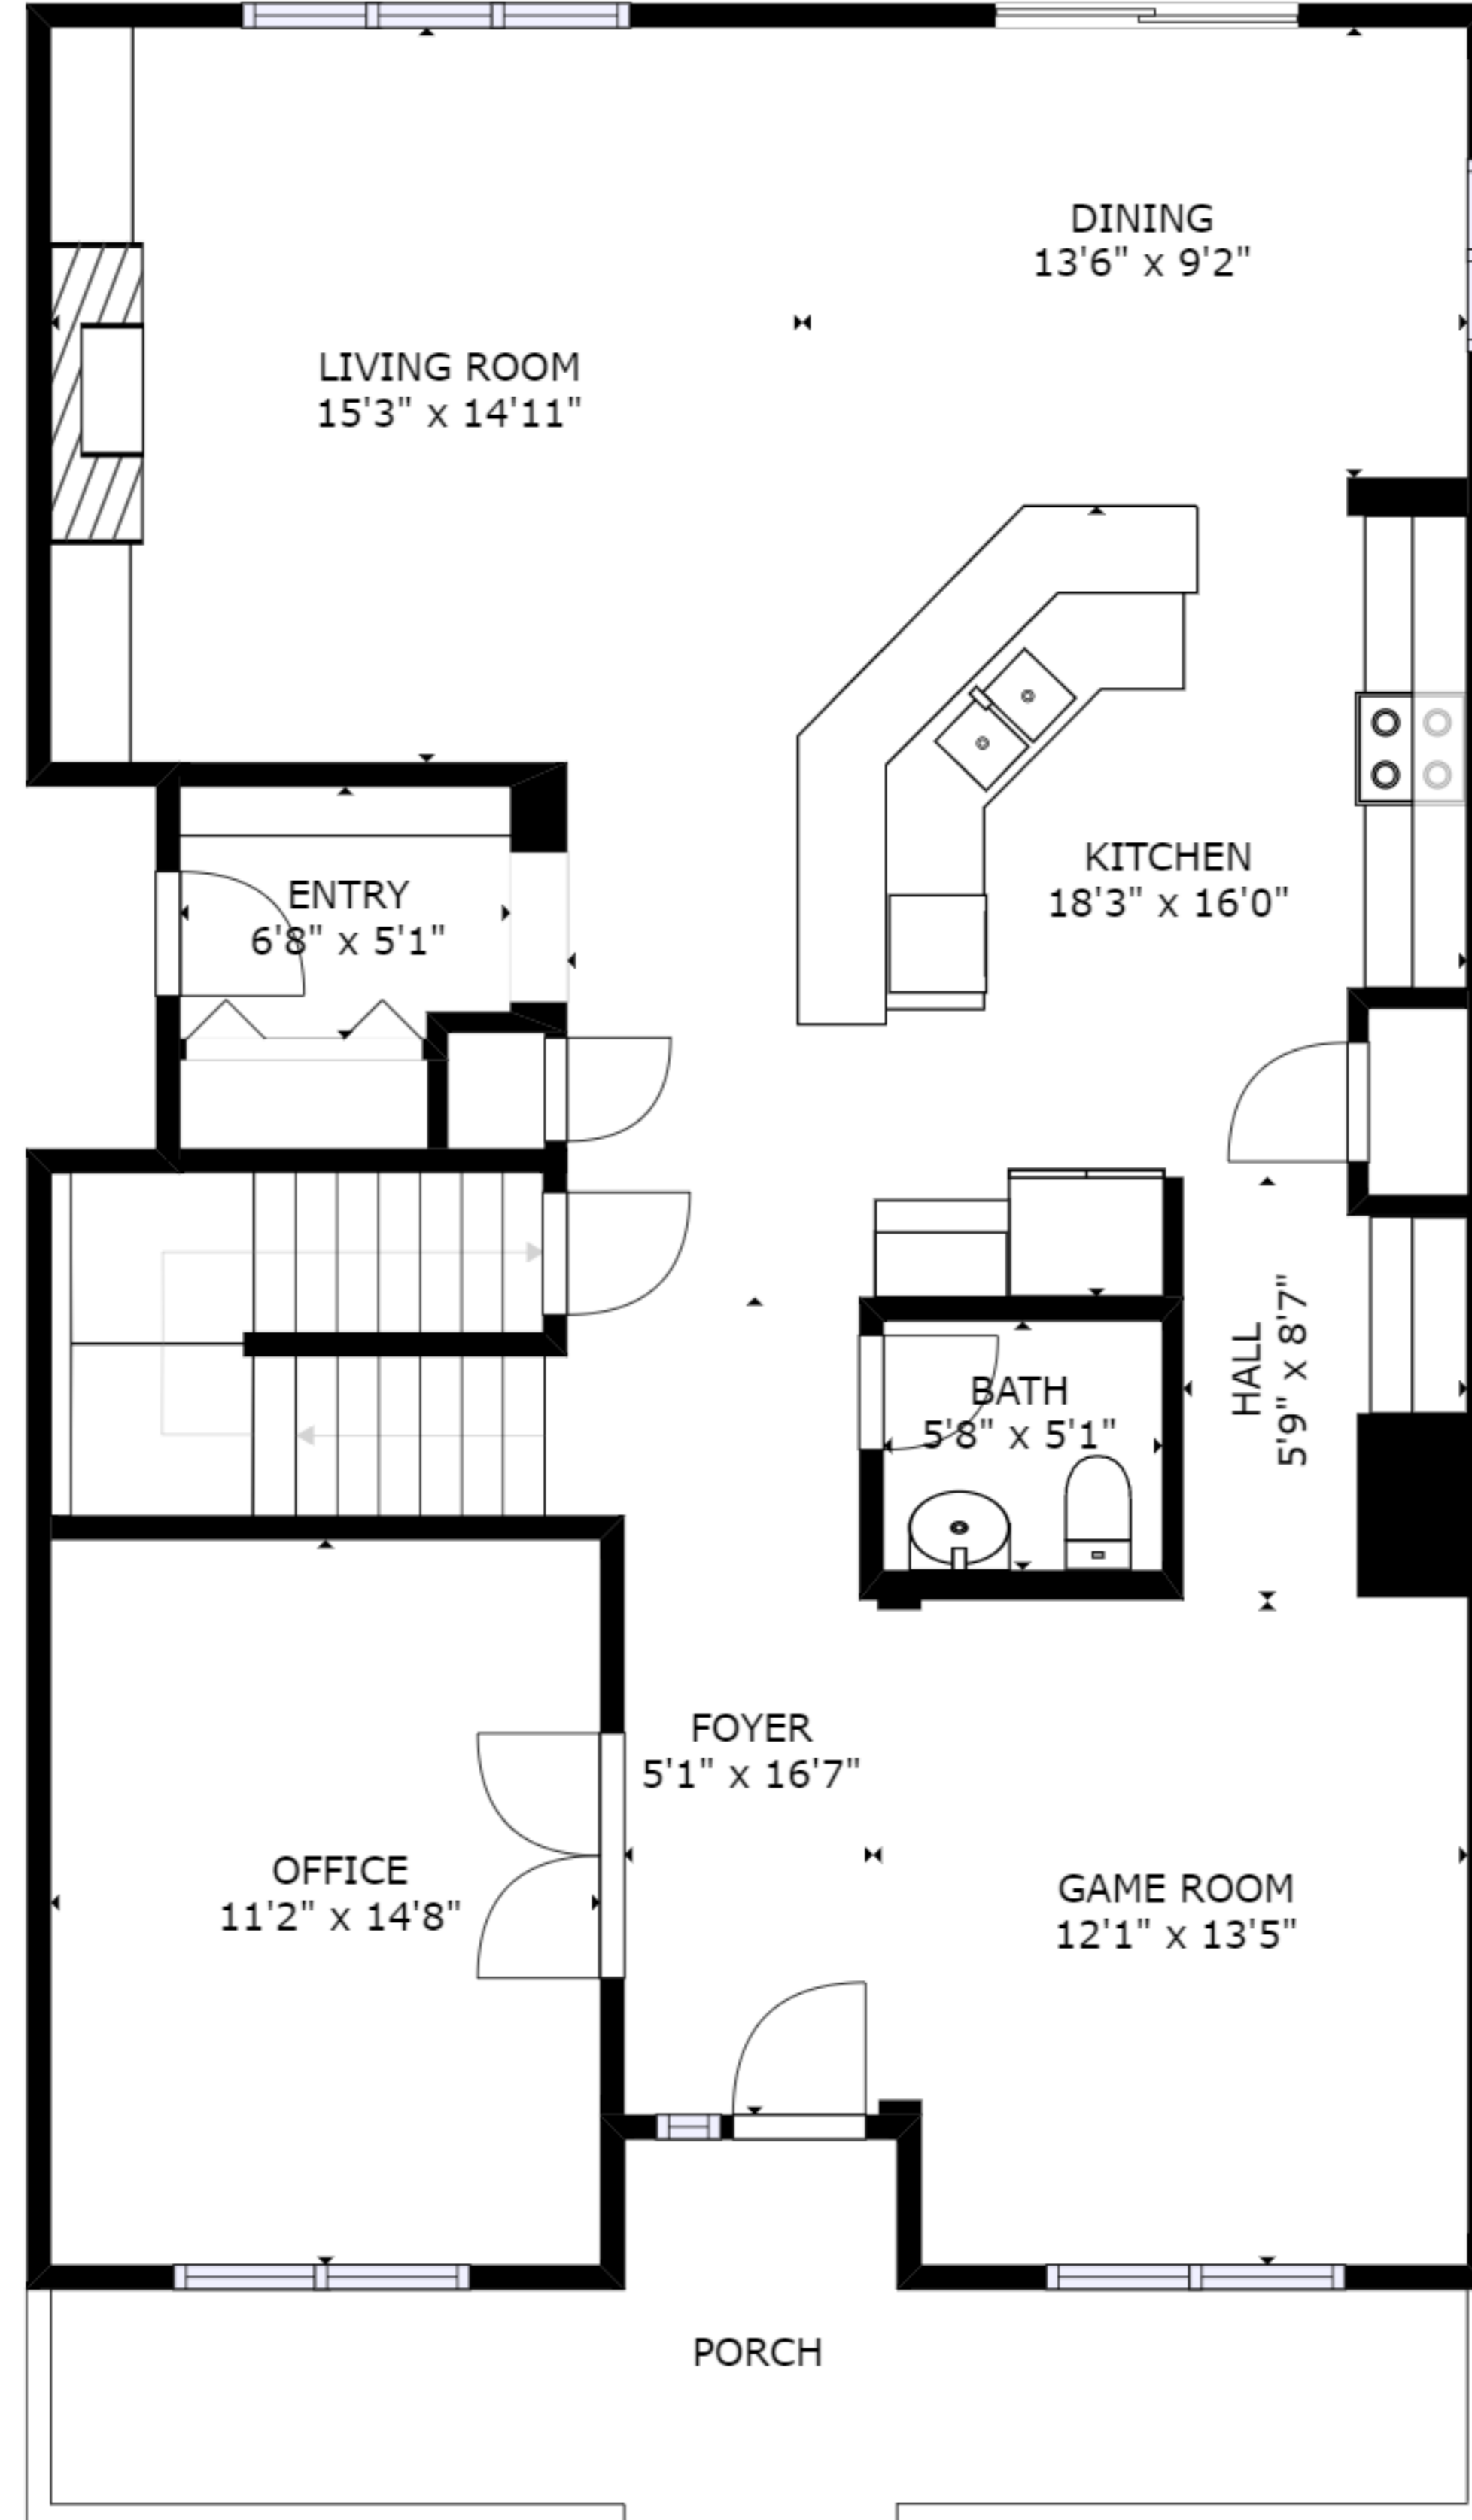 DINING
13'6" x 9'2"
LIVING ROOM
15'3" x 14'11"
KITCHEN
18'3" x 16'0"
ENTRY
6'8" x 5'1"
HALL
5'9" x 8'7"
BATH
5'8" x 5'1"
FOYER
5'1" x 16'7"
OFFICE
11'2" x 14'8"
GAME ROOM
12'1" x 13'5"
PORCH